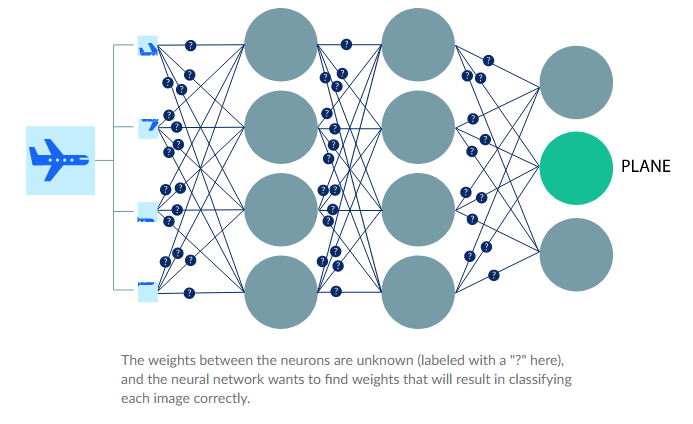 PLANE
The weights between the neurons are unknown (labeled with a "?" here),
and the neural network wants to find weights that will result in classifying
each image correctly.